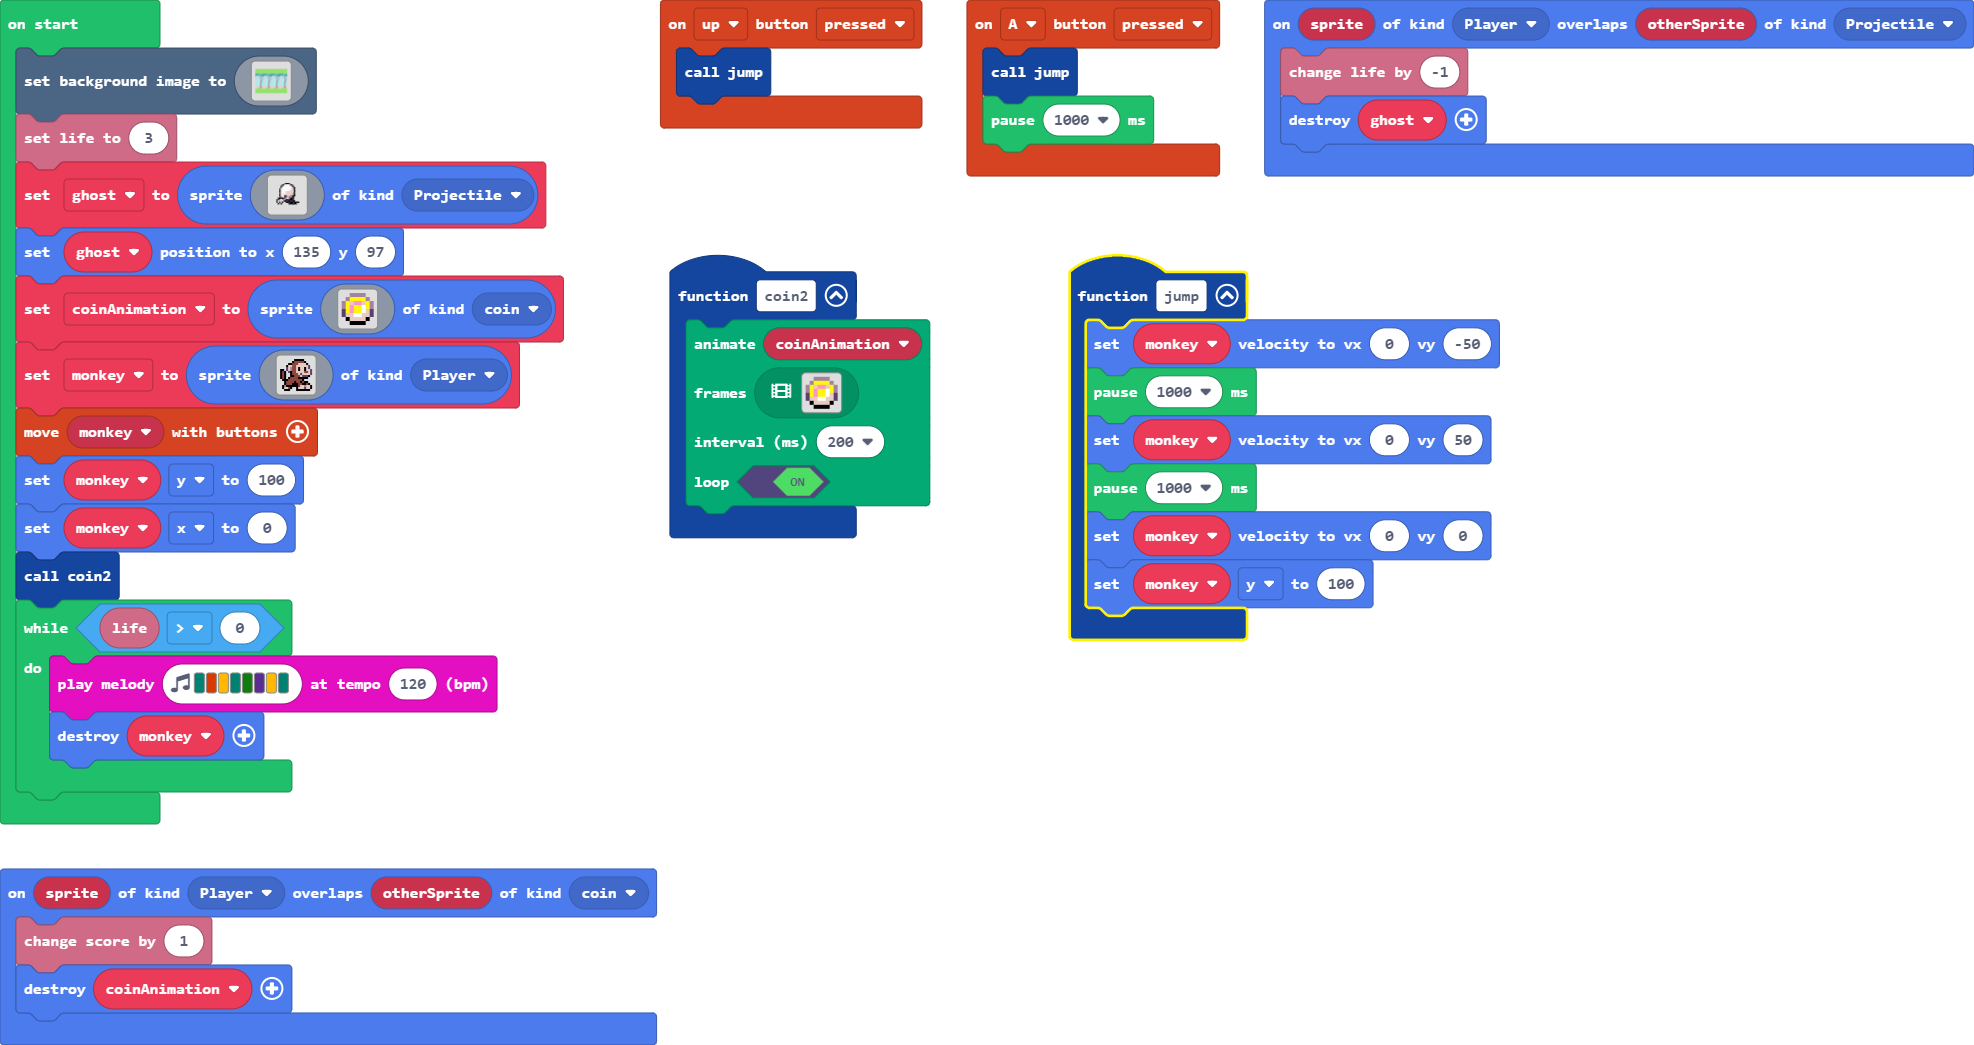 on start
set background image to
set life to 3
set ghost to sprite of kind Projectile
set ghost position to x 135 y 97
set coinAnimation to sprite of kind coin
set monkey to sprite of kind Player
move monkey with buttons
set monkey y to 100
set monkey x to 0
call coin2
while life > 0
do
play melody at tempo 120 (bpm)
destroy monkey
on up button pressed
call jump
on A button pressed
call jump
pause 1000 ms
on sprite of kind Player overlaps otherSprite of kind Projectile
change life by -1
destroy ghost
function coin2
animate coinAnimation
frames
interval (ms) 200
loop ON
function jump
set monkey velocity to vx 0 vy -50
pause 1000 ms
set monkey velocity to vx 0 vy 50
pause 1000 ms
set monkey velocity to vx 0 vy 0
set monkey y to 100
on sprite of kind Player overlaps otherSprite of kind coin
change score by 1
destroy coinAnimation